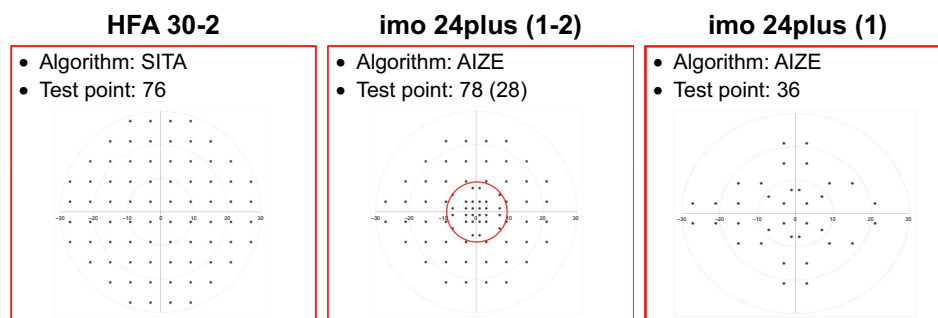 HFA 30-2
• Algorithm: SITA
• Test point: 76
−30 −20 −10 0 10 20 30
imo 24plus (1-2)
• Algorithm: AIZE
• Test point: 78 (28)
−30 −20 −10 10 20 30
imo 24plus (1)
• Algorithm: AIZE
• Test point: 36
−30 −20 −10 0 10 20 30